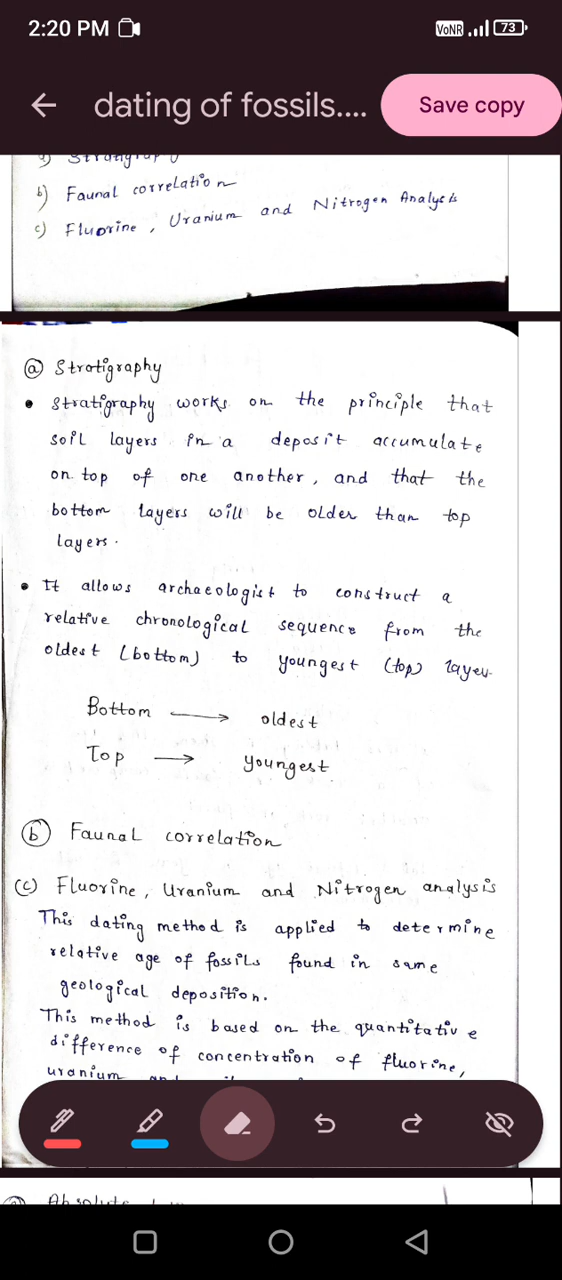 2:20 PM
VoNR
73
dating of fossils....
Save copy
b) Faunal correlation
c) Fluorine, Uranium and Nitrogen Analysis
ⓐ Stratigraphy
• Stratigraphy works on the principle that
soil layers in a deposit accumulate
on top of one another, and that the
bottom layers will be older than top
layers.
• It allows archaeologist to construct a
relative chronological sequence from the
oldest (bottom) to youngest (top) layer.
Bottom → oldest
Top → youngest
ⓑ Faunal correlation
(c) Fluorine, Uranium and Nitrogen analysis
This dating method is applied to determine
relative age of fossils found in same
geological deposition.
This method is based on the quantitative
difference of concentration of fluorine,
uranium
Absolute